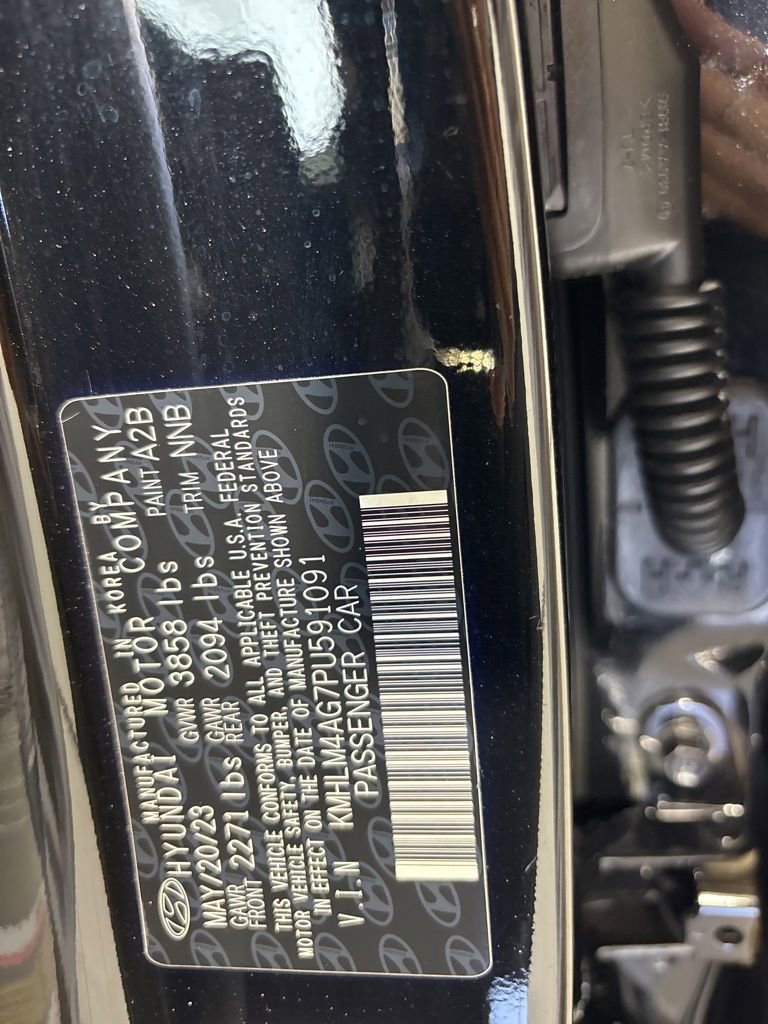 MANUFACTURED IN KOREA BY
HYUNDAI MOTOR COMPANY
MAY/20/23 GVWR 3858 lbs PAINT A2B
GAWR FRONT 2271 lbs GAWR REAR 2094 lbs TRIM NNB
THIS VEHICLE CONFORMS TO ALL APPLICABLE U.S.A. FEDERAL
MOTOR VEHICLE SAFETY, BUMPER, AND THEFT PREVENTION STANDARDS
IN EFFECT ON THE DATE OF MANUFACTURE SHOWN ABOVE
V.I.N KMHLM4AG7PU591091
PASSENGER CAR